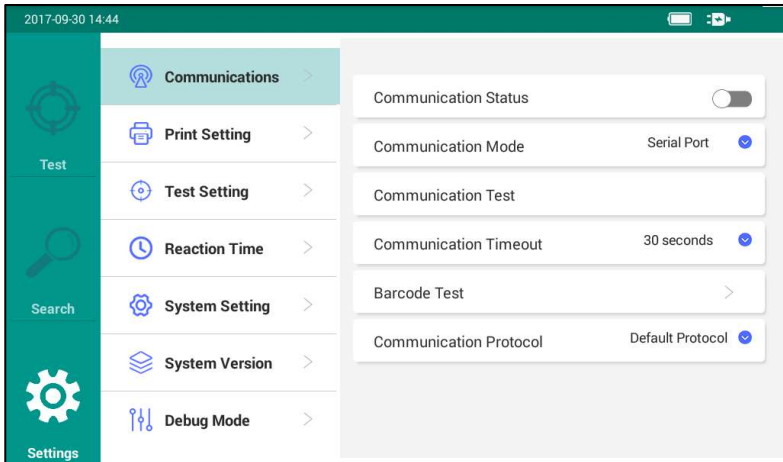 2017-09-30 14:44
Test
Search
Settings
Communications
Print Setting
Test Setting
Reaction Time
System Setting
System Version
Debug Mode
Communication Status
Communication Mode Serial Port
Communication Test
Communication Timeout 30 seconds
Barcode Test
Communication Protocol Default Protocol